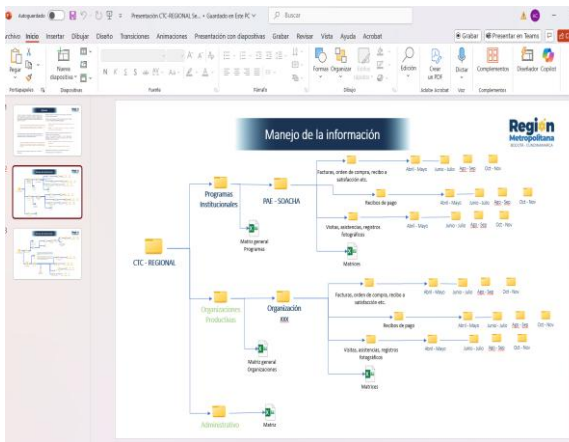 Autoguardado
Presentación CTC-REGIONAL Se... • Guardado en Este PC
Buscar
Archivo Inicio Insertar Dibujar Diseño Transiciones Animaciones Presentación con diapositivas Grabar Revisar Vista Ayuda Acrobat
Grabar Presentar en Teams
Pegar
Nueva diapositiva
Formas Organizar
Edición
Crear un PDF
Dictar
Complementos
Diseñador Copilot
Portapapeles
Diapositivas
Fuente
Párrafo
Dibujo
Adobe Acrobat
Voz
Complementos
Manejo de la información
Región
Metropolitana
BOGOTÁ - CUNDINAMARCA
CTC - REGIONAL
Programas
Institucionales
Matriz general
Programas
PAE - SOACHA
Facturas, orden de compra, recibo a
satisfacción etc.
Abril - Mayo Junio - Julio Ago - Sep Oct - Nov
Recibos de pago
Abril - Mayo Junio - Julio Ago - Sep Oct - Nov
Visitas, asistencias, registros
fotográficos
Abril - Mayo Junio - Julio Ago - Sep Oct - Nov
Matrices
Organizaciones
Productivas
Matriz general
Organizaciones
Organización
XXX
Facturas, orden de compra, recibo a
satisfacción etc.
Abril - Mayo Junio - Julio Ago - Sep Oct - Nov
Recibos de pago
Abril - Mayo Junio - Julio Ago - Sep Oct - Nov
Visitas, asistencias, registros
fotográficos
Abril - Mayo Junio - Julio Ago - Sep Oct - Nov
Matrices
Administrativo
Matriz